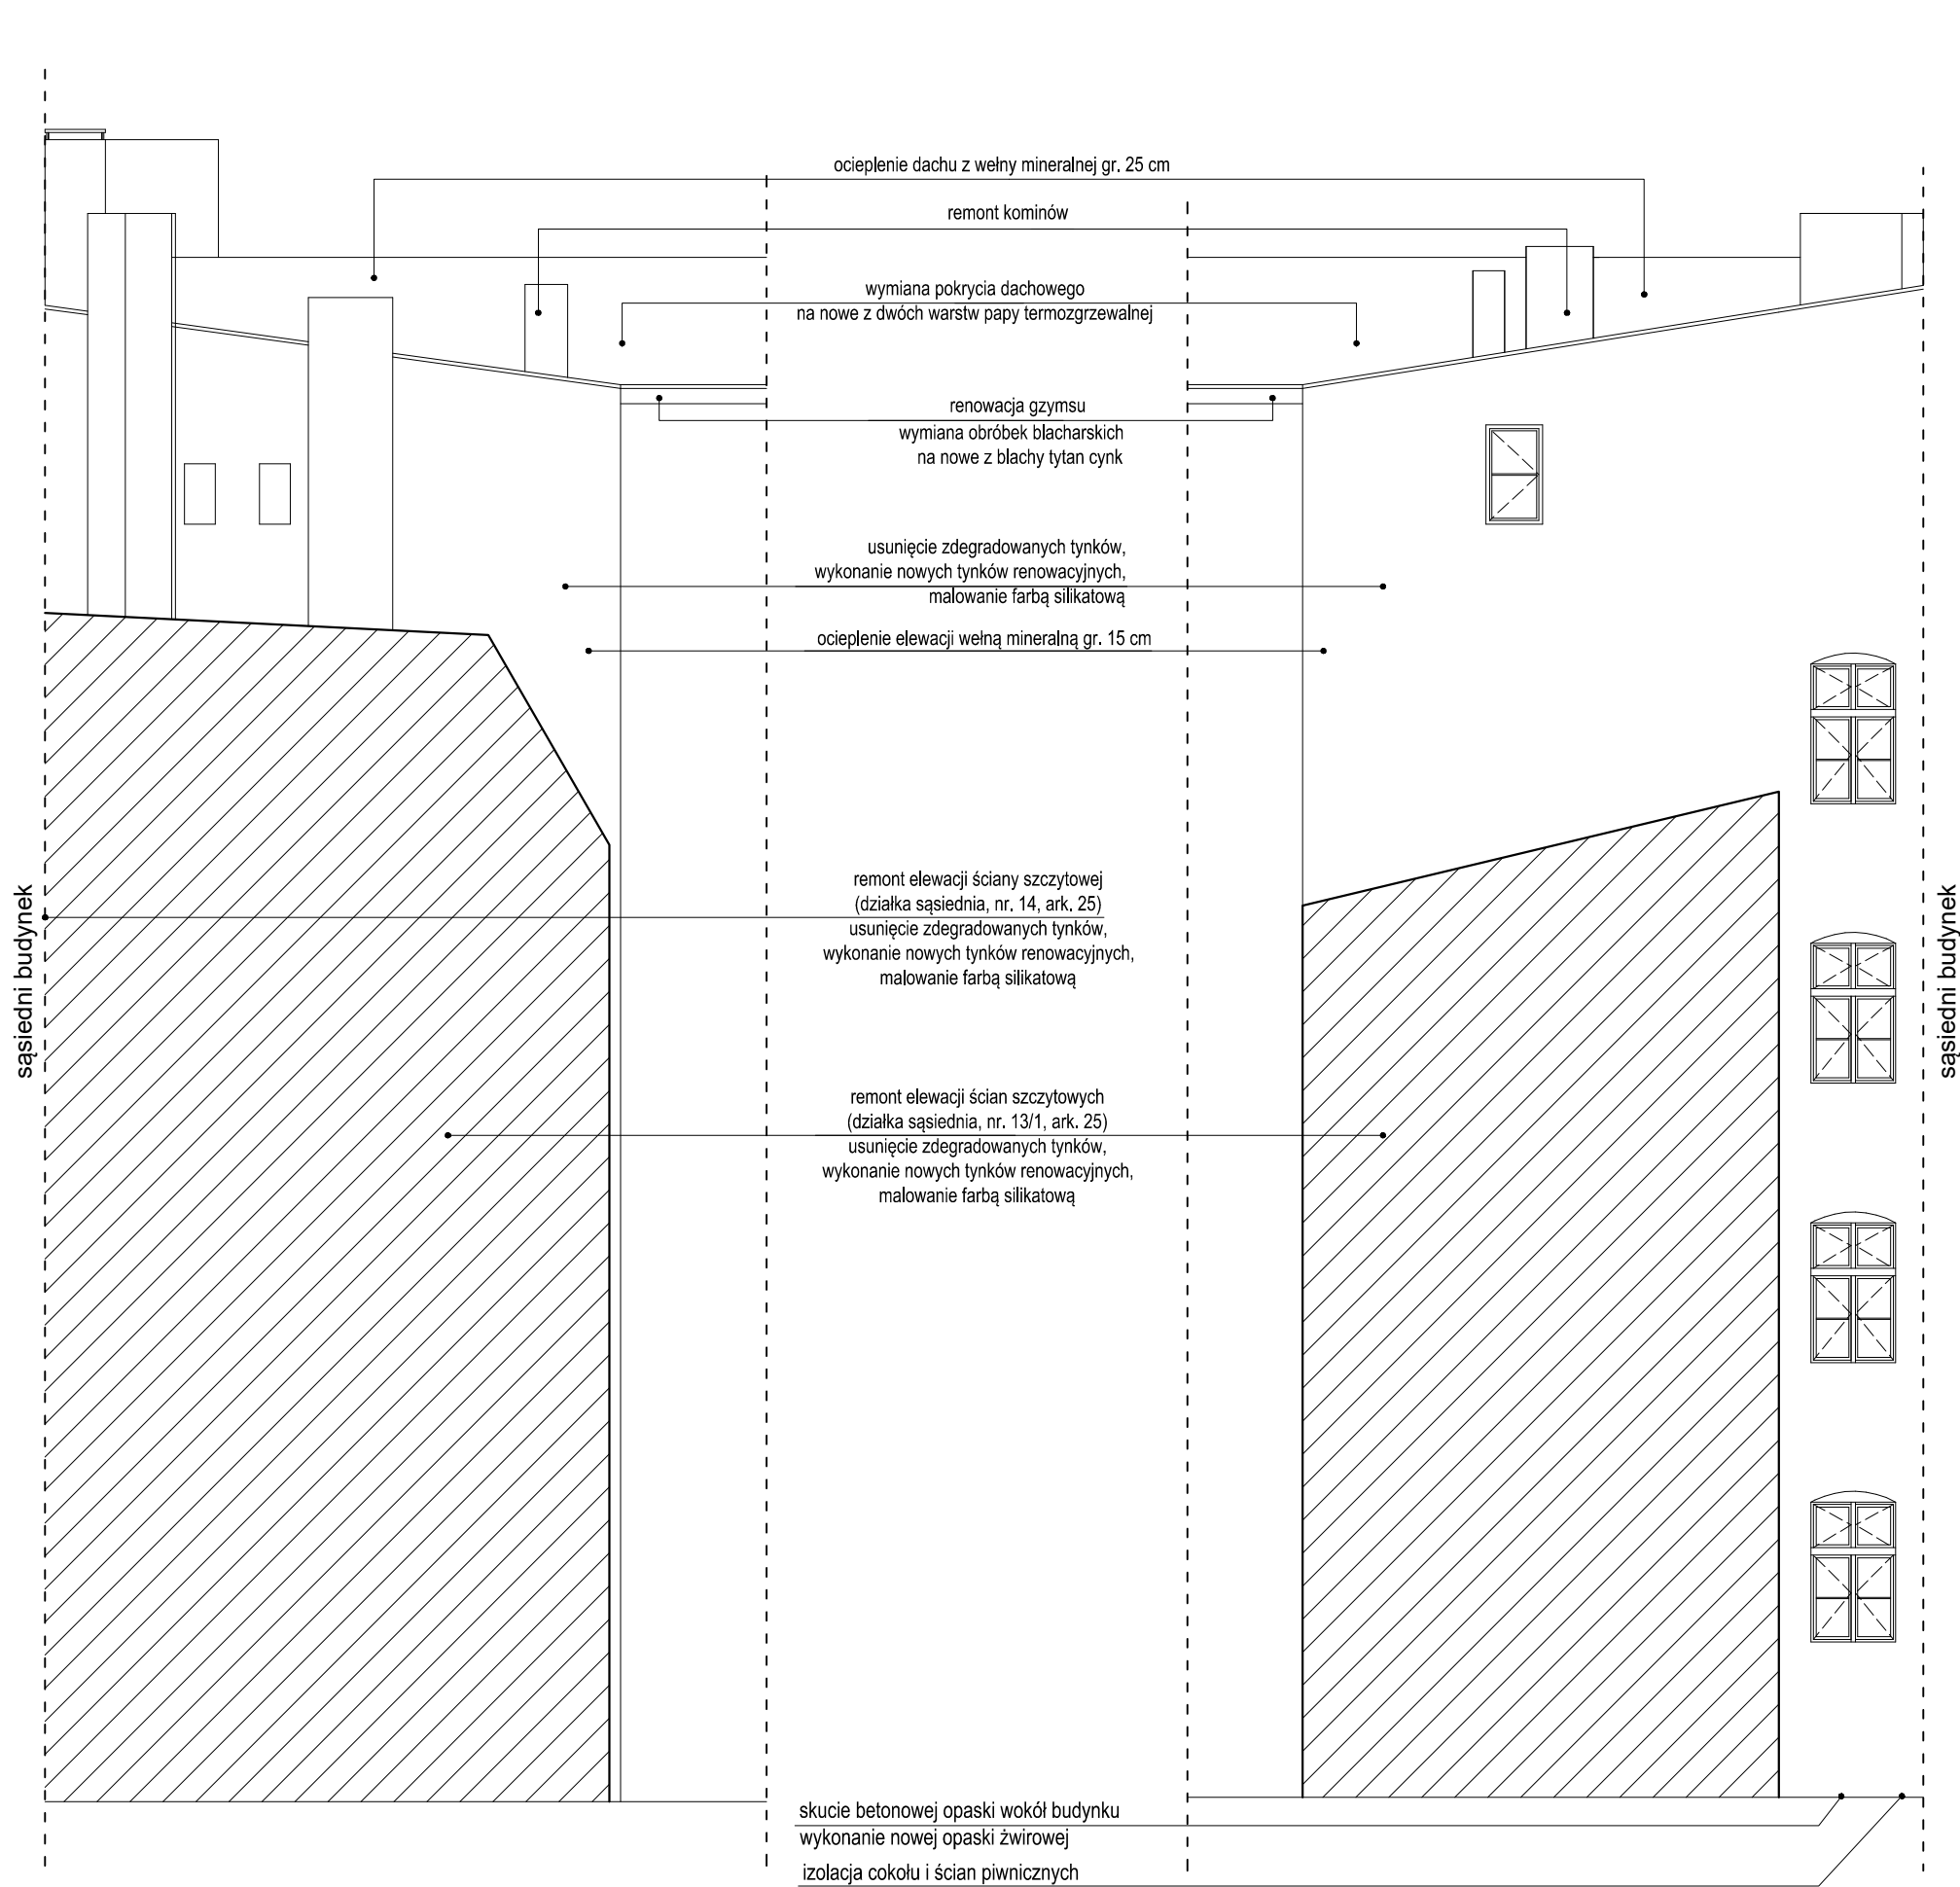 ocieplenie dachu z wełny mineralnej gr. 25 cm
remont kominów
wymiana pokrycia dachowego
na nowe z dwóch warstw papy termozgrzewalnej
renowacja gzymsu
wymiana obróbek blacharskich
na nowe z blachy tytan cynk
usunięcie zdegradowanych tynków,
wykonanie nowych tynków renowacyjnych,
malowanie farbą silikatową
ocieplenie elewacji wełną mineralną gr. 15 cm
remont elewacji ściany szczytowej
(działka sąsiednia, nr. 14, ark. 25)
usunięcie zdegradowanych tynków,
wykonanie nowych tynków renowacyjnych,
malowanie farbą silikatową
sąsiedni budynek
sąsiedni budynek
remont elewacji ścian szczytowych
(działka sąsiednia, nr. 13/1, ark. 25)
usunięcie zdegradowanych tynków,
wykonanie nowych tynków renowacyjnych,
malowanie farbą silikatową
skucie betonowej opaski wokół budynku
wykonanie nowej opaski żwirowej
izolacja cokołu i ścian piwnicznych